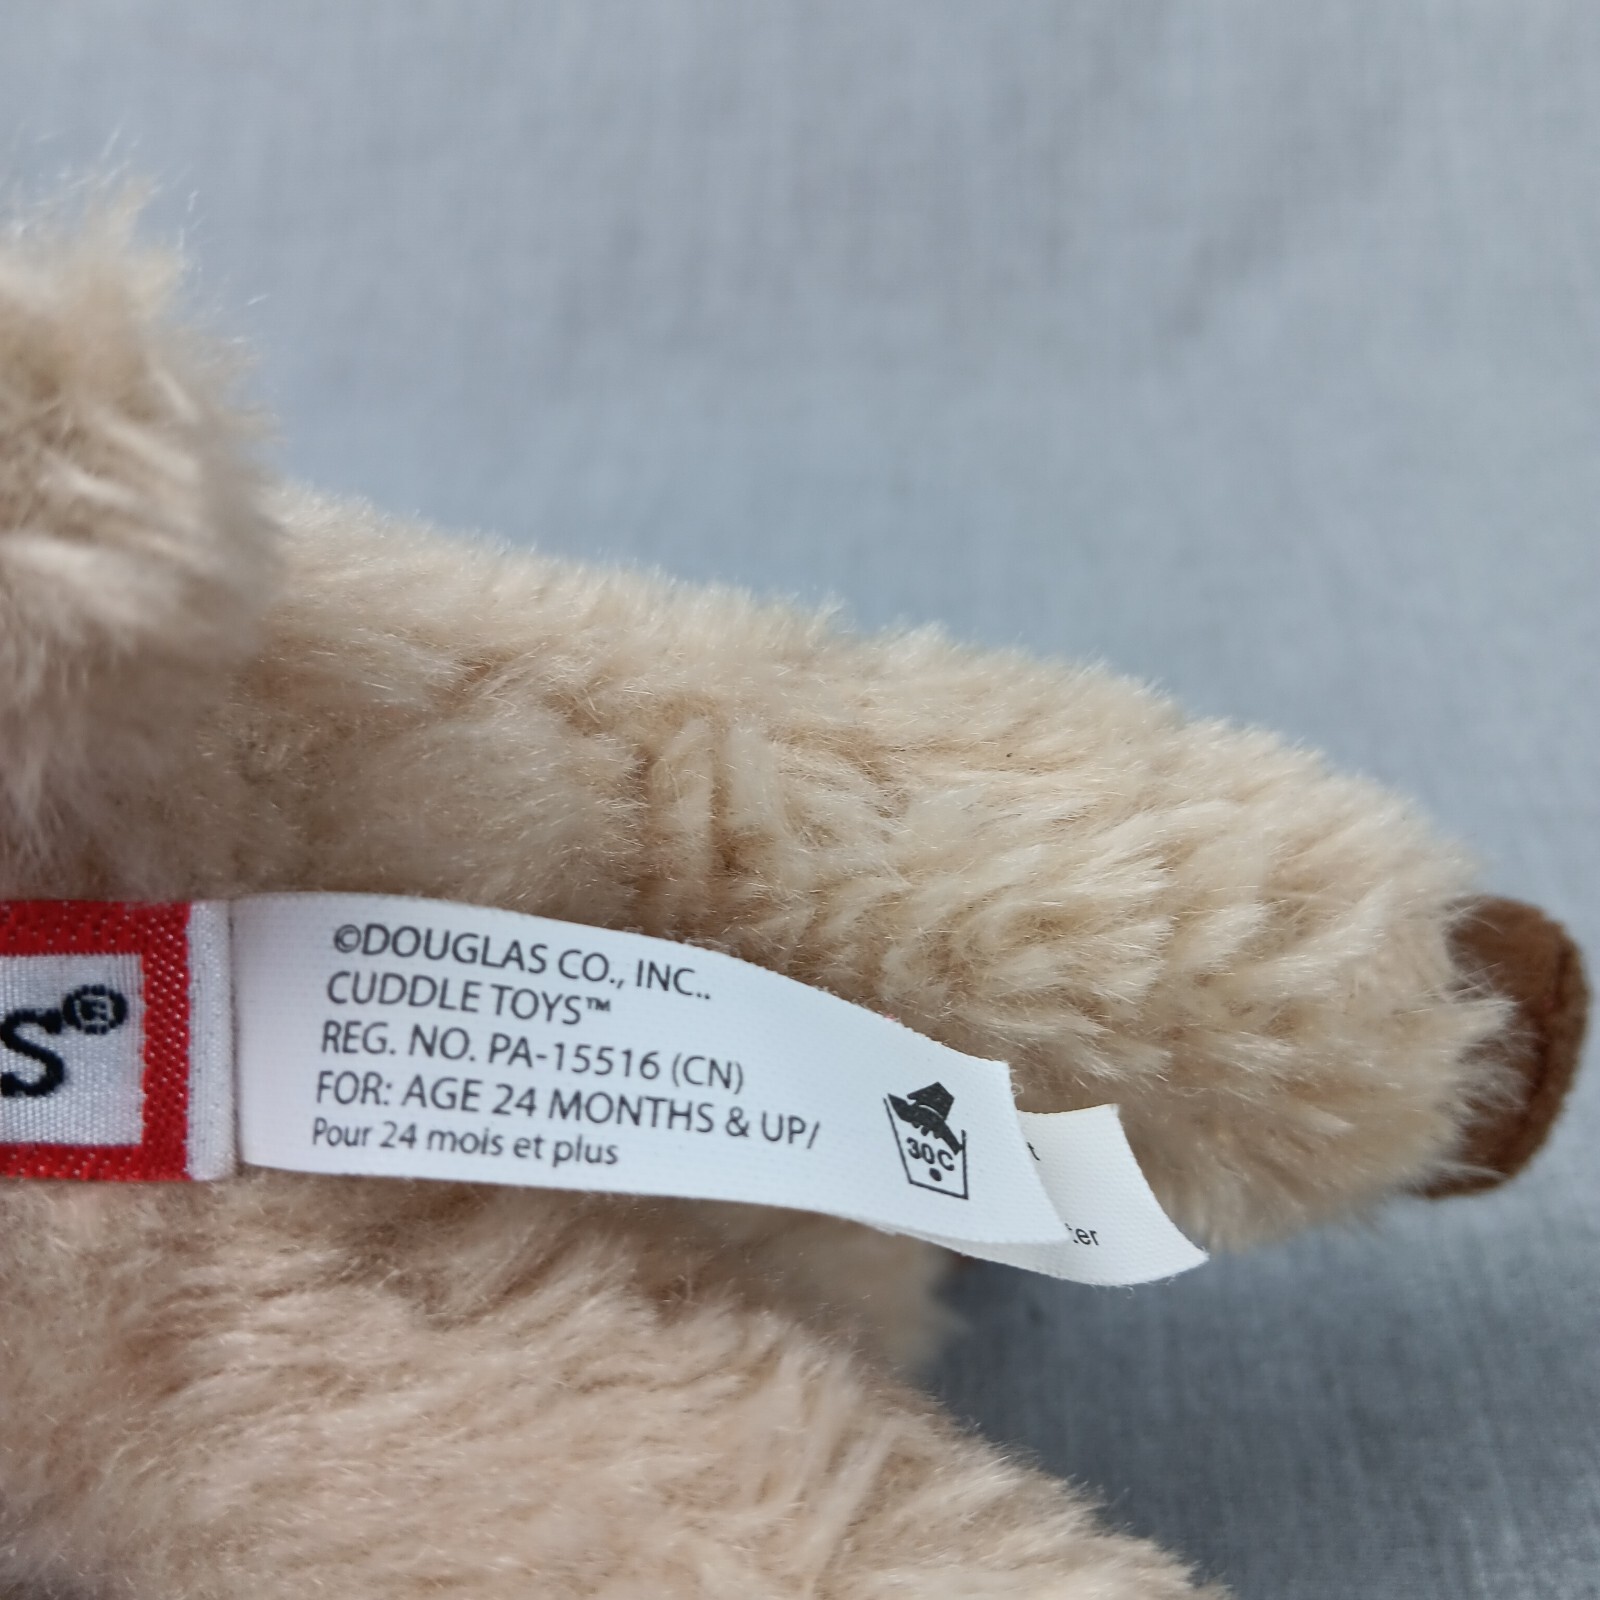 ©DOUGLAS CO., INC..
CUDDLE TOYS™
REG. NO. PA-15516 (CN)
FOR: AGE 24 MONTHS & UP/
Pour 24 mois et plus
30C
S®